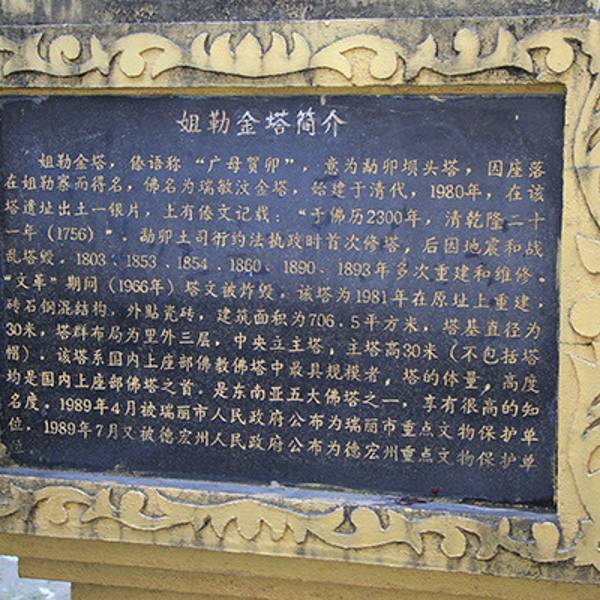 姐勒金塔简介
姐勒金塔，傣语称“广母贺卯”，意为勐卯坝头塔，因座落
在姐勒寨而得名，佛名为瑞敏汶金塔，始建于清代，1980年，在该
塔遗址出土一银片，上有傣文记载：“于佛历2300年，清乾隆二十
一年（1756）”。勐卯土司衎约法执政时首次修塔，后因地震和战
乱塔毁。1803、1853、1854、1860、1890、1893年多次重建和维修。
“文革”期间（1966年）塔又被炸毁。该塔为1981年在原址上重建，
砖石钢混结构，外贴瓷砖，建筑面积为706.5平方米，塔基直径为
30米，塔群布局为里外三层，中央立主塔，主塔高30米（不包括塔
帽）。该塔系国内上座部佛教佛塔中最具规模者，塔的体量，高度
均是国内上座部佛塔之首。是东南亚五大佛塔之一，享有很高的知
名度。1989年4月被瑞丽市人民政府公布为瑞丽市重点文物保护单
位，1989年7月又被德宏州人民政府公布为德宏州重点文物保护单
位